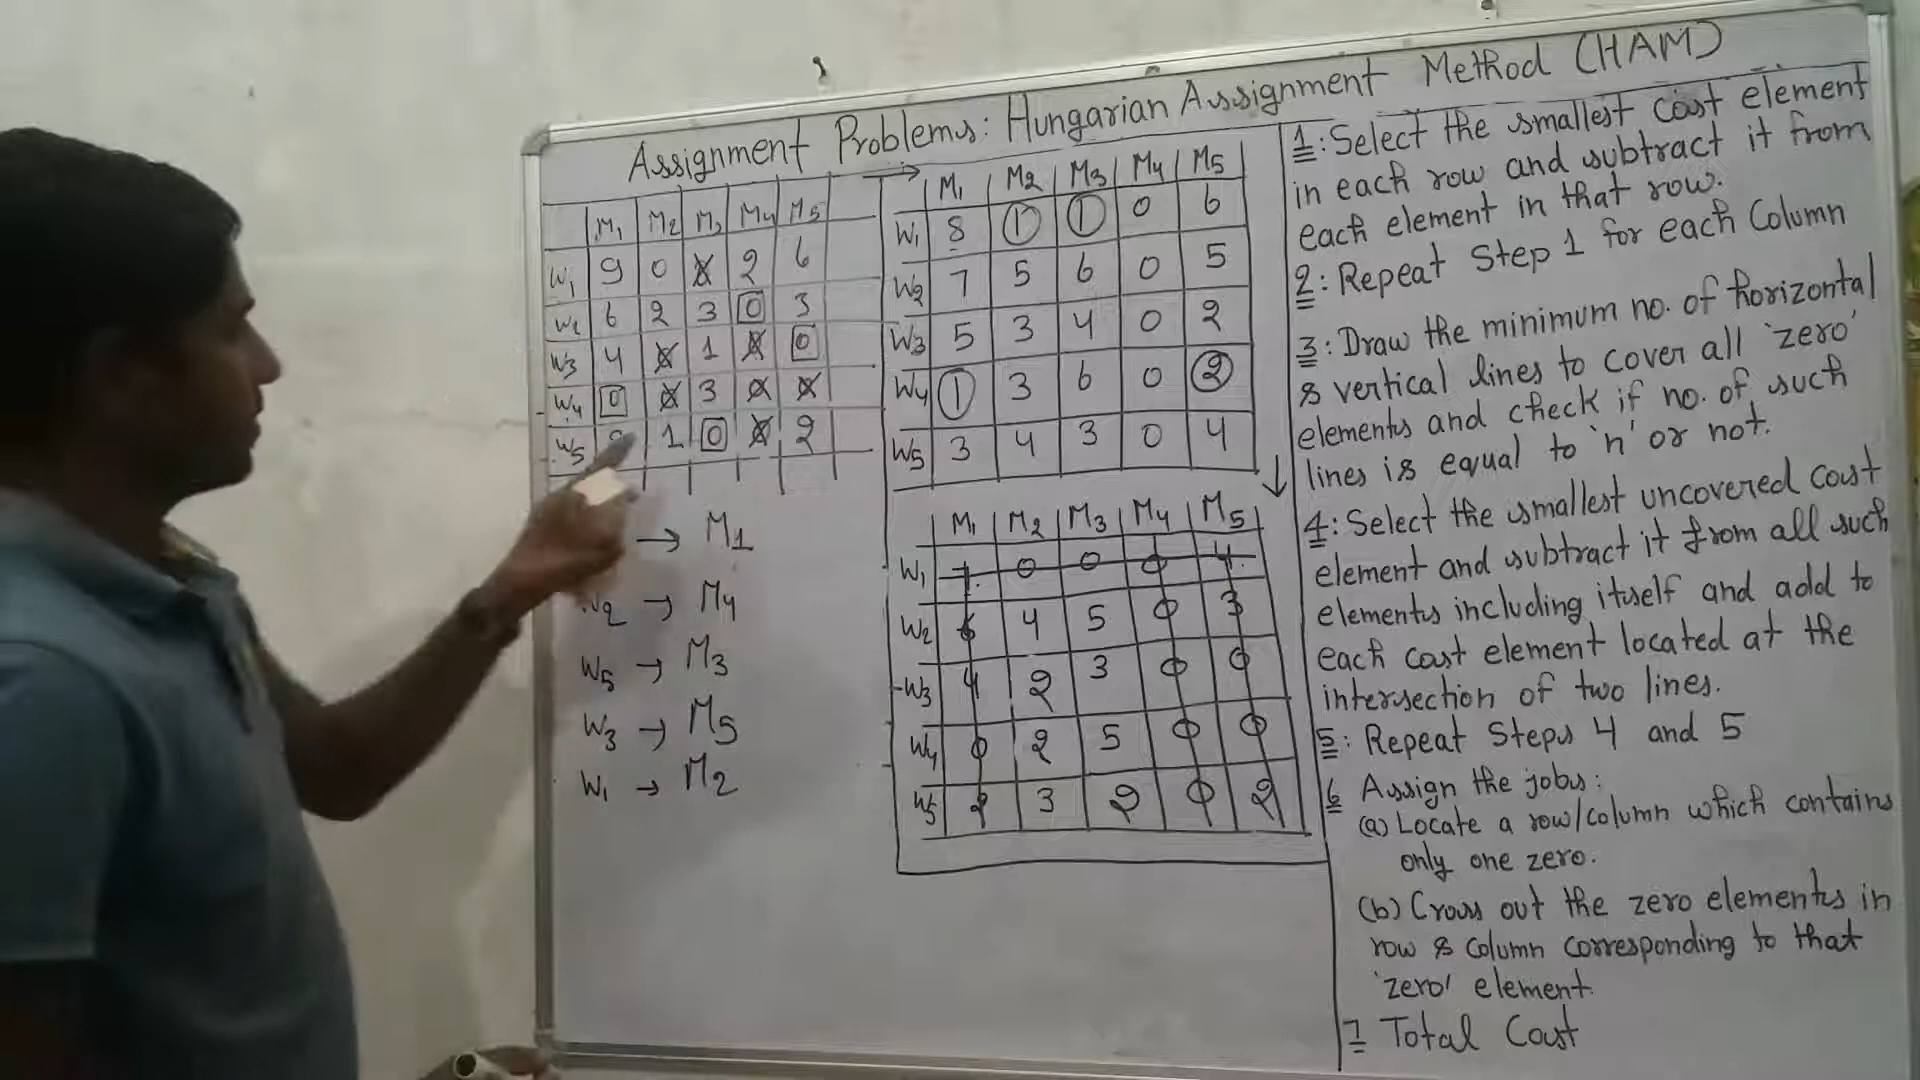 Assignment Problems: Hungarian Assignment Method (HAM)
M1 M2 M3 M4 M5
W1 9 0 X 2 6
W2 6 2 3 0 3
W3 4 X 1 X 0
W4 0 X 3 X X
W5 1 0 X 2
→ M1
→ M4
W5 → M3
W3 → M5
W1 → M2
M1 M2 M3 M4 M5
W1 8 1 1 0 6
W2 7 5 6 0 5
W3 5 3 4 0 2
W4 1 3 6 0 2
W5 3 4 3 0 4
M1 M2 M3 M4 M5
W1 7 0 0 0 4
W2 6 4 5 0 3
W3 4 2 3 0 0
W4 0 2 5 0 0
W5 2 3 2 0 2
1: Select the smallest cost element
in each row and subtract it from
each element in that row.
2: Repeat Step 1 for each Column
3: Draw the minimum no. of horizontal
& vertical lines to cover all 'zero'
elements and check if no. of such
lines is equal to 'n' or not.
4: Select the smallest uncovered cost
element and subtract it from all such
elements including itself and add to
each cost element located at the
intersection of two lines.
5: Repeat Steps 4 and 5
6 Assign the jobs:
(a) Locate a row/column which contains
only one zero.
(b) Cross out the zero elements in
row & column corresponding to that
'zero' element.
7 Total Cost